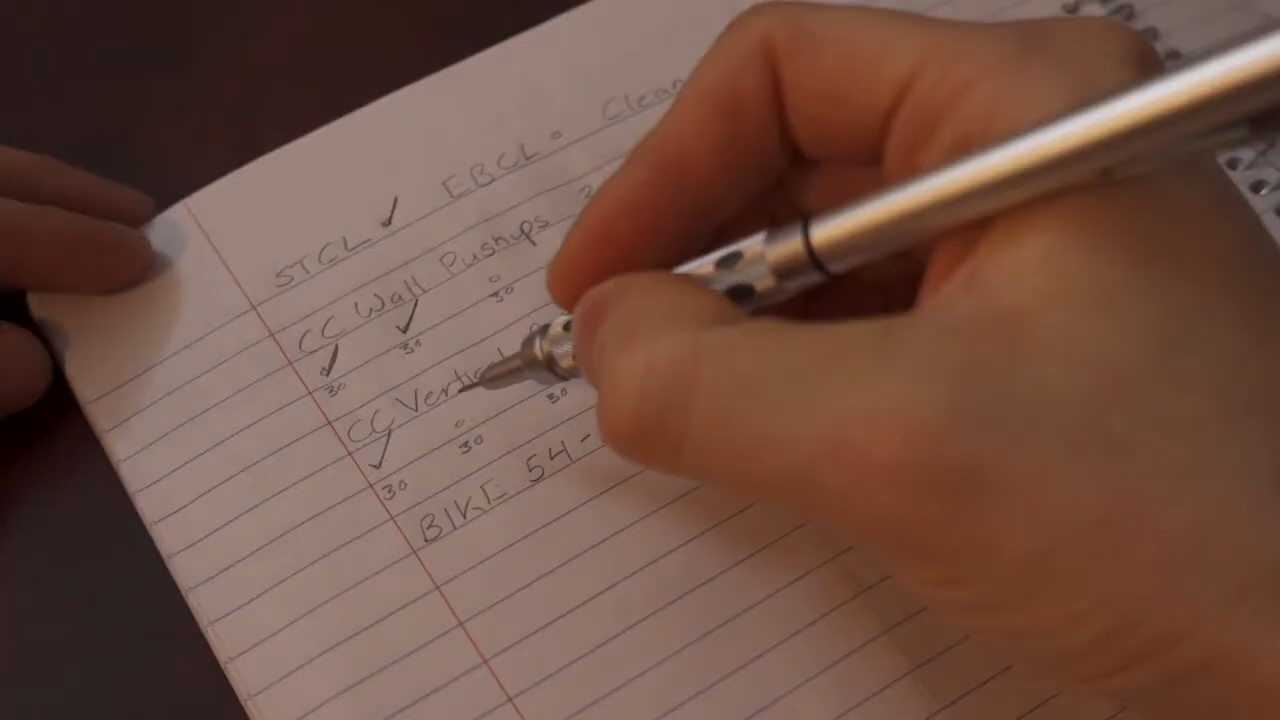 STCL ✓ EBCL. Clean
CC Wall Pushups
✓ ✓ o
30 30 30
CC Vertical
✓ o
30 30 30
BIKE 54-